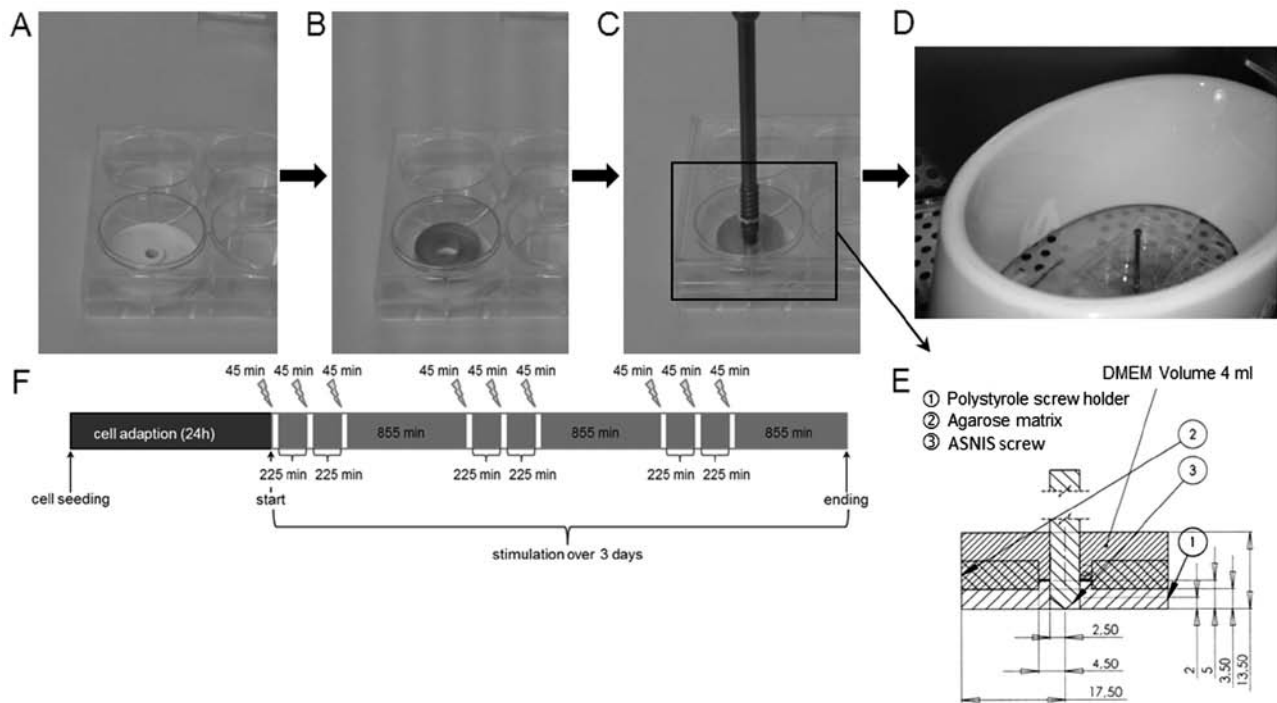 A
B
C
D
F
45 min 45 min 45 min 45 min 45 min 45 min 45 min 45 min 45 min
cell adaption (24h)
855 min 855 min 855 min
225 min 225 min 225 min 225 min 225 min 225 min
cell seeding
start
ending
stimulation over 3 days
E
DMEM Volume 4 ml
① Polystyrole screw holder
② Agarose matrix
③ ASNIS screw
2
3
1
2,50
4,50
17,50
2
5
3,50
13,50